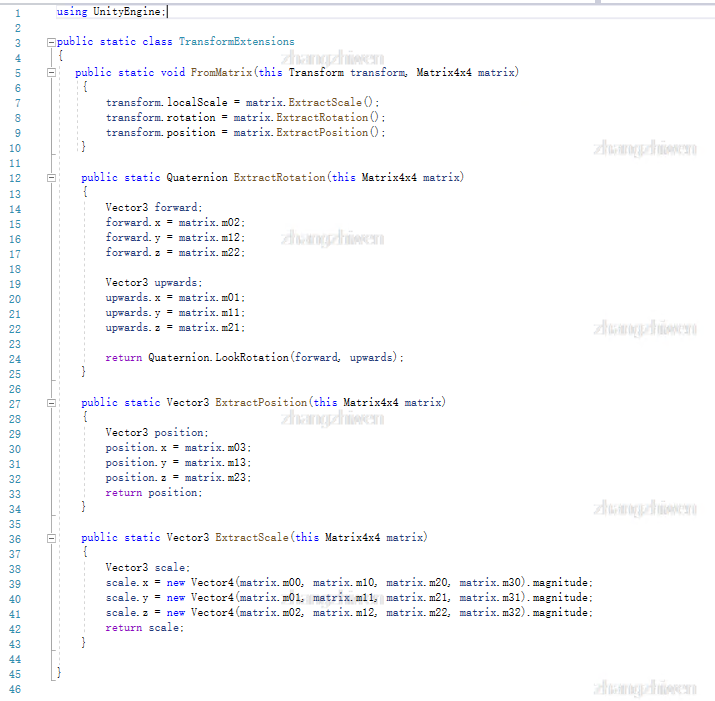 1 using UnityEngine;
2
3 public static class TransformExtensions
4 {
zhangzhiwen
5 public static void FromMatrix(this Transform transform, Matrix4x4 matrix)
6 {
7 transform.localScale = matrix.ExtractScale();
8 transform.rotation = matrix.ExtractRotation();
9 transform.position = matrix.ExtractPosition();
10 }
zhangzhiwen
11
12 public static Quaternion ExtractRotation(this Matrix4x4 matrix)
13 {
14 Vector3 forward;
15 forward.x = matrix.m02;
16 forward.y = matrix.m12;
zhangzhiwen
17 forward.z = matrix.m22;
18
19 Vector3 upwards;
20 upwards.x = matrix.m01;
21 upwards.y = matrix.m11;
22 upwards.z = matrix.m21;
zhangzhiwen
23
24 return Quaternion.LookRotation(forward, upwards);
25 }
26
27 public static Vector3 ExtractPosition(this Matrix4x4 matrix)
28 {
zhangzhiwen
29 Vector3 position;
30 position.x = matrix.m03;
31 position.y = matrix.m13;
32 position.z = matrix.m23;
33 return position;
34 }
zhangzhiwen
35
36 public static Vector3 ExtractScale(this Matrix4x4 matrix)
37 {
38 Vector3 scale;
39 scale.x = new Vector4(matrix.m00, matrix.m10, matrix.m20, matrix.m30).magnitude;
40 scale.y = new Vector4(matrix.m01, matrix.m11, matrix.m21, matrix.m31).magnitude;
zhangzhiwen
41 scale.z = new Vector4(matrix.m02, matrix.m12, matrix.m22, matrix.m32).magnitude;
42 return scale;
43 }
44
45 }
46
zhangzhiwen